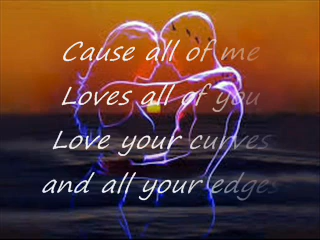 Cause all of me
Loves all of you
Love your curves
and all your edges